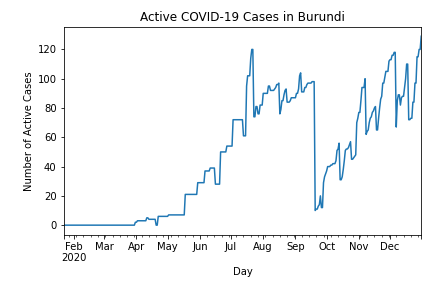 Active COVID-19 Cases in Burundi
Number of Active Cases
120
100
80
60
40
20
0
Feb Mar Apr May Jun Jul Aug Sep Oct Nov Dec
2020
Day